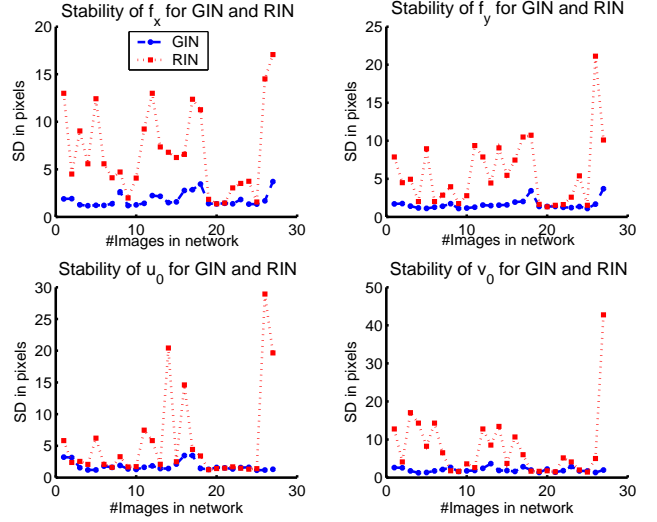 Stability of f_x for GIN and RIN
GIN
RIN
20
15
10
5
0
SD in pixels
0 10 20 30
#Images in network
Stability of f_y for GIN and RIN
25
20
15
10
5
0
SD in pixels
0 10 20 30
#Images in network
Stability of u_0 for GIN and RIN
30
25
20
15
10
5
0
SD in pixels
0 10 20 30
#Images in network
Stability of v_0 for GIN and RIN
50
40
30
20
10
0
SD in pixels
0 10 20 30
#Images in network